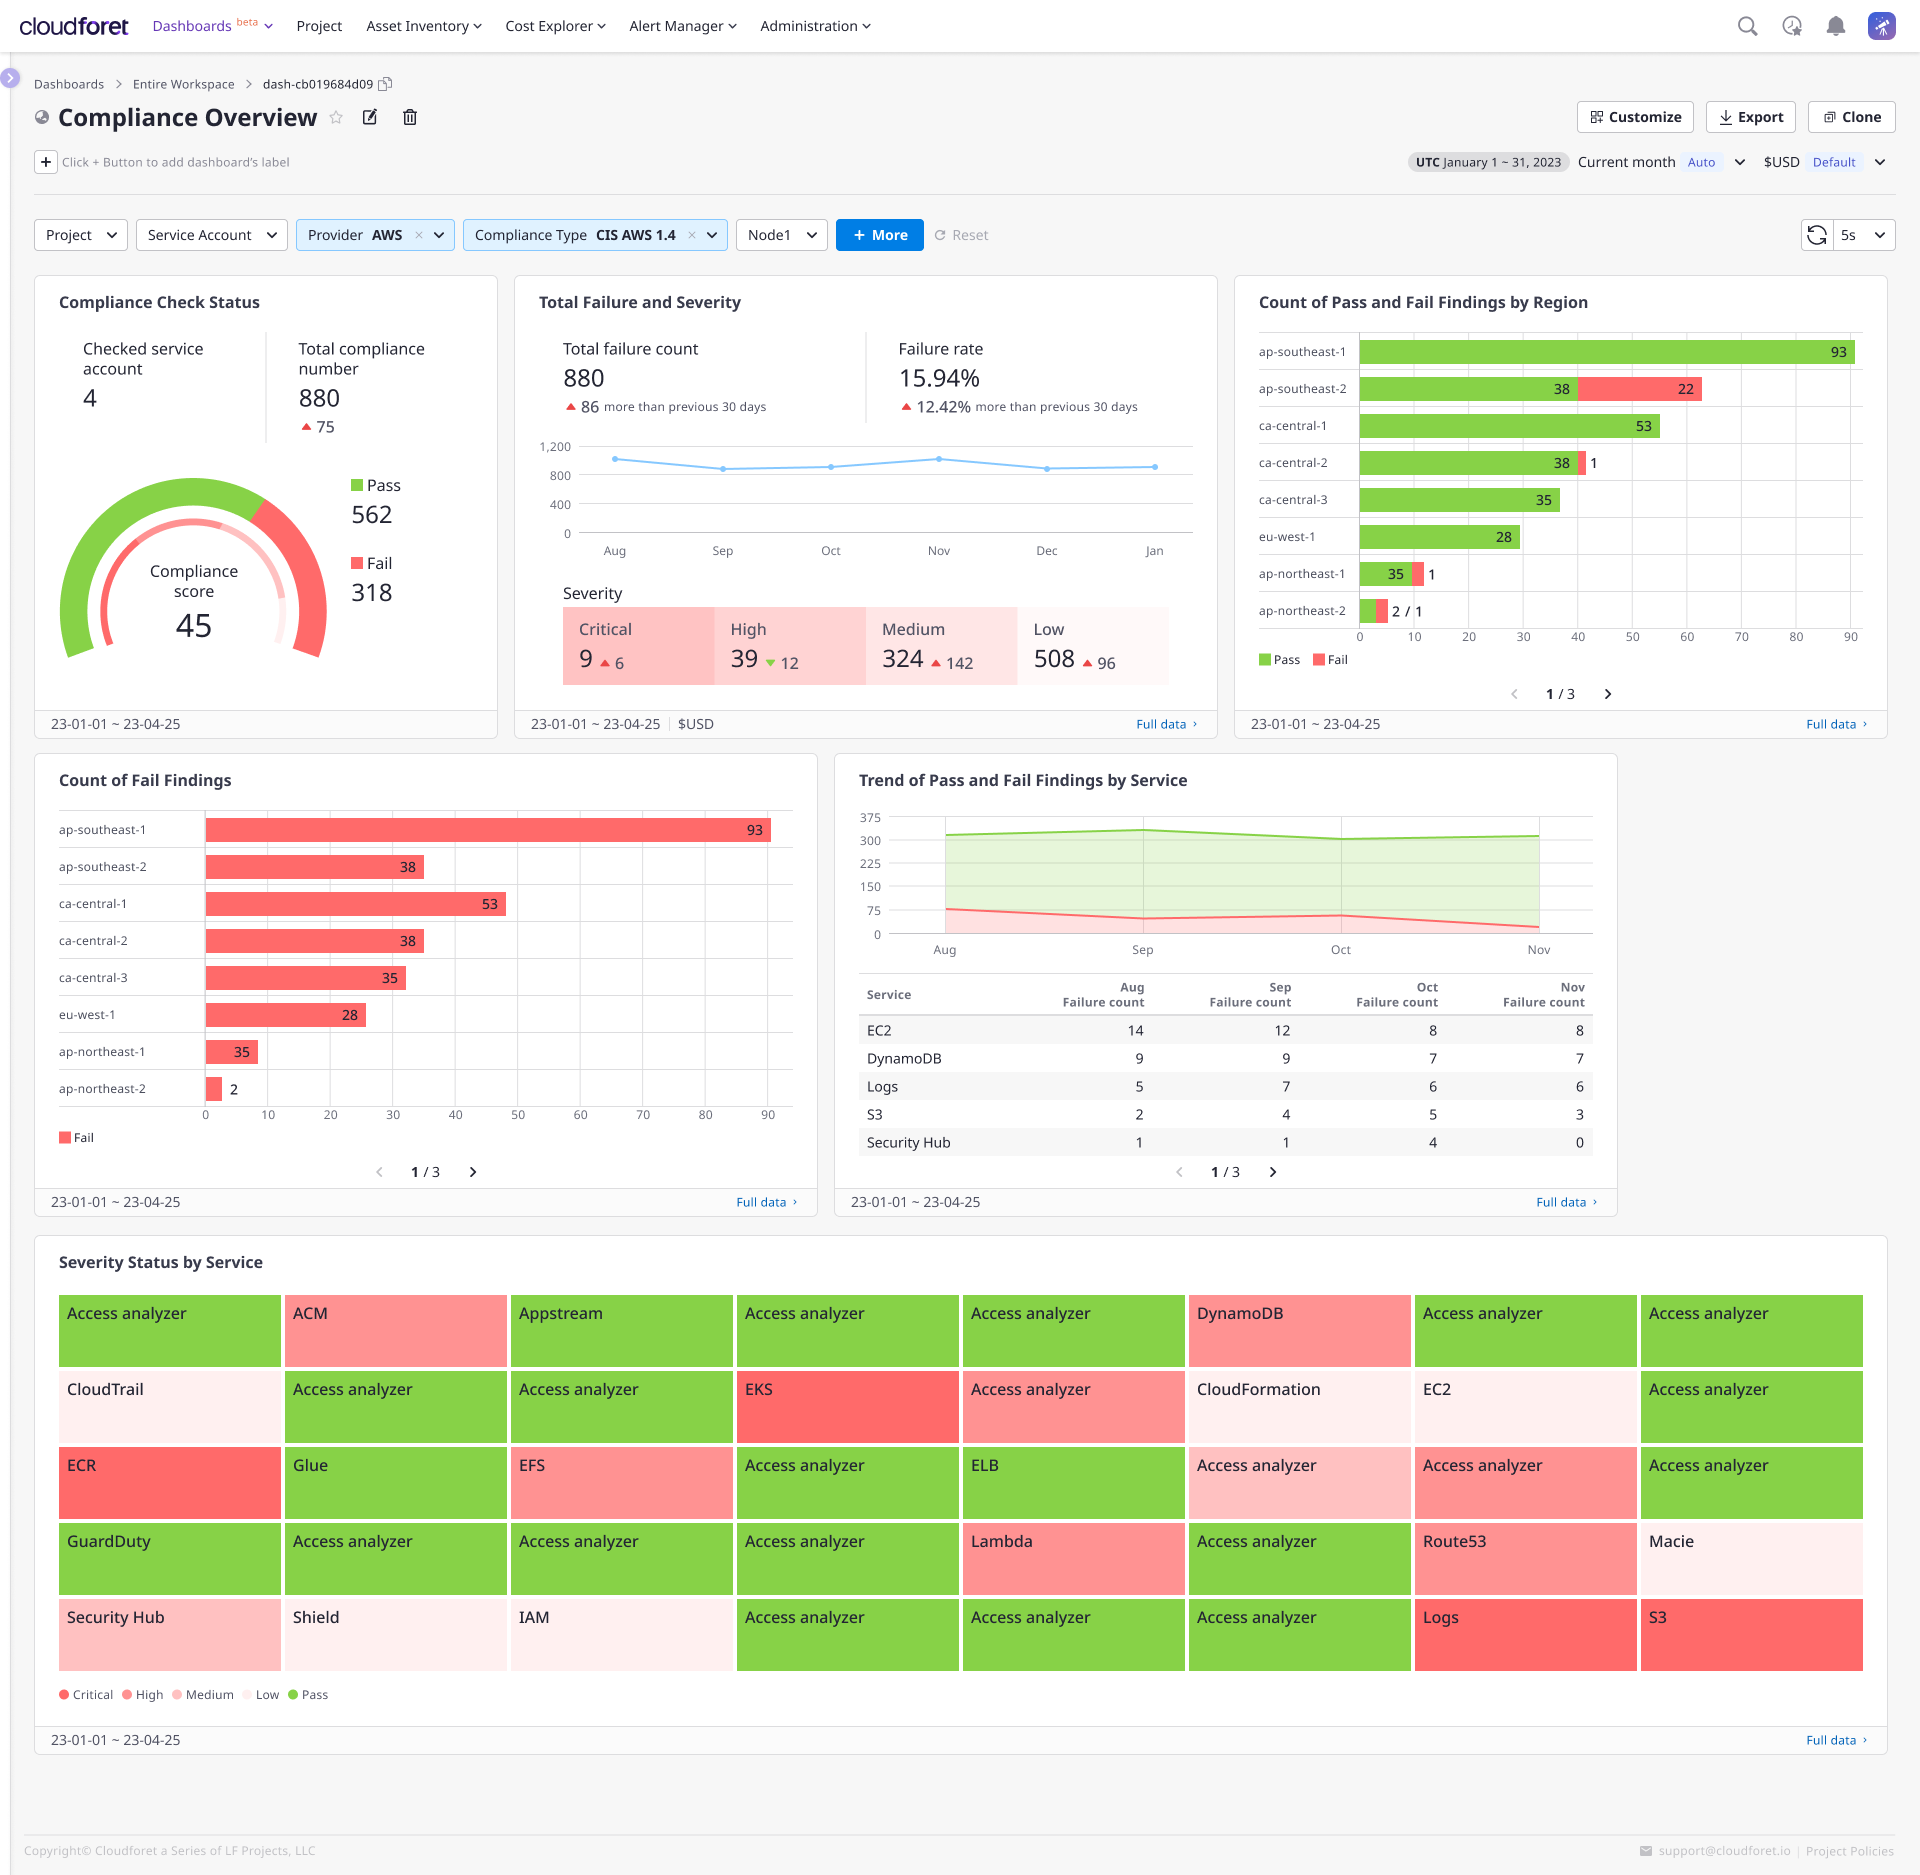 cloudforet
Dashboards beta
Project
Asset Inventory
Cost Explorer
Alert Manager
Administration
Dashboards > Entire Workspace > dash-cb019684d09
Compliance Overview
Customize
Export
Clone
+ Click + Button to add dashboard's label
UTC January 1 ~ 31, 2023 Current month Auto
$USD Default
Project
Service Account
Provider AWS ×
Compliance Type CIS AWS 1.4 ×
Node1
+ More
Reset
5s
Compliance Check Status
Checked service
account
4
Total compliance
number
880
75
Compliance
score
45
Pass
562
Fail
318
23-01-01 ~ 23-04-25
Total Failure and Severity
Total failure count
880
86 more than previous 30 days
Failure rate
15.94%
12.42% more than previous 30 days
1,200
800
400
0
Aug Sep Oct Nov Dec Jan
Severity
Critical
9 6
High
39 12
Medium
324 142
Low
508 96
23-01-01 ~ 23-04-25 | $USD
Full data
Count of Pass and Fail Findings by Region
ap-southeast-1 93
ap-southeast-2 38 22
ca-central-1 53
ca-central-2 38 1
ca-central-3 35
eu-west-1 28
ap-northeast-1 35 1
ap-northeast-2 2 / 1
0 10 20 30 40 50 60 70 80 90
Pass Fail
1 / 3
23-01-01 ~ 23-04-25
Full data
Count of Fail Findings
ap-southeast-1 93
ap-southeast-2 38
ca-central-1 53
ca-central-2 38
ca-central-3 35
eu-west-1 28
ap-northeast-1 35
ap-northeast-2 2
0 10 20 30 40 50 60 70 80 90
Fail
1 / 3
23-01-01 ~ 23-04-25
Full data
Trend of Pass and Fail Findings by Service
375
300
225
150
75
0
Aug Sep Oct Nov
Service
Aug
Failure count
Sep
Failure count
Oct
Failure count
Nov
Failure count
EC2 14 12 8 8
DynamoDB 9 9 7 7
Logs 5 7 6 6
S3 2 4 5 3
Security Hub 1 1 4 0
1 / 3
23-01-01 ~ 23-04-25
Full data
Severity Status by Service
Access analyzer ACM Appstream Access analyzer Access analyzer DynamoDB Access analyzer Access analyzer
CloudTrail Access analyzer Access analyzer EKS Access analyzer CloudFormation EC2 Access analyzer
ECR Glue EFS Access analyzer ELB Access analyzer Access analyzer Access analyzer
GuardDuty Access analyzer Access analyzer Access analyzer Lambda Access analyzer Route53 Macie
Security Hub Shield IAM Access analyzer Access analyzer Access analyzer Logs S3
Critical High Medium Low Pass
23-01-01 ~ 23-04-25
Full data
Copyright© Cloudforet a Series of LF Projects, LLC
support@cloudforet.io | Project Policies